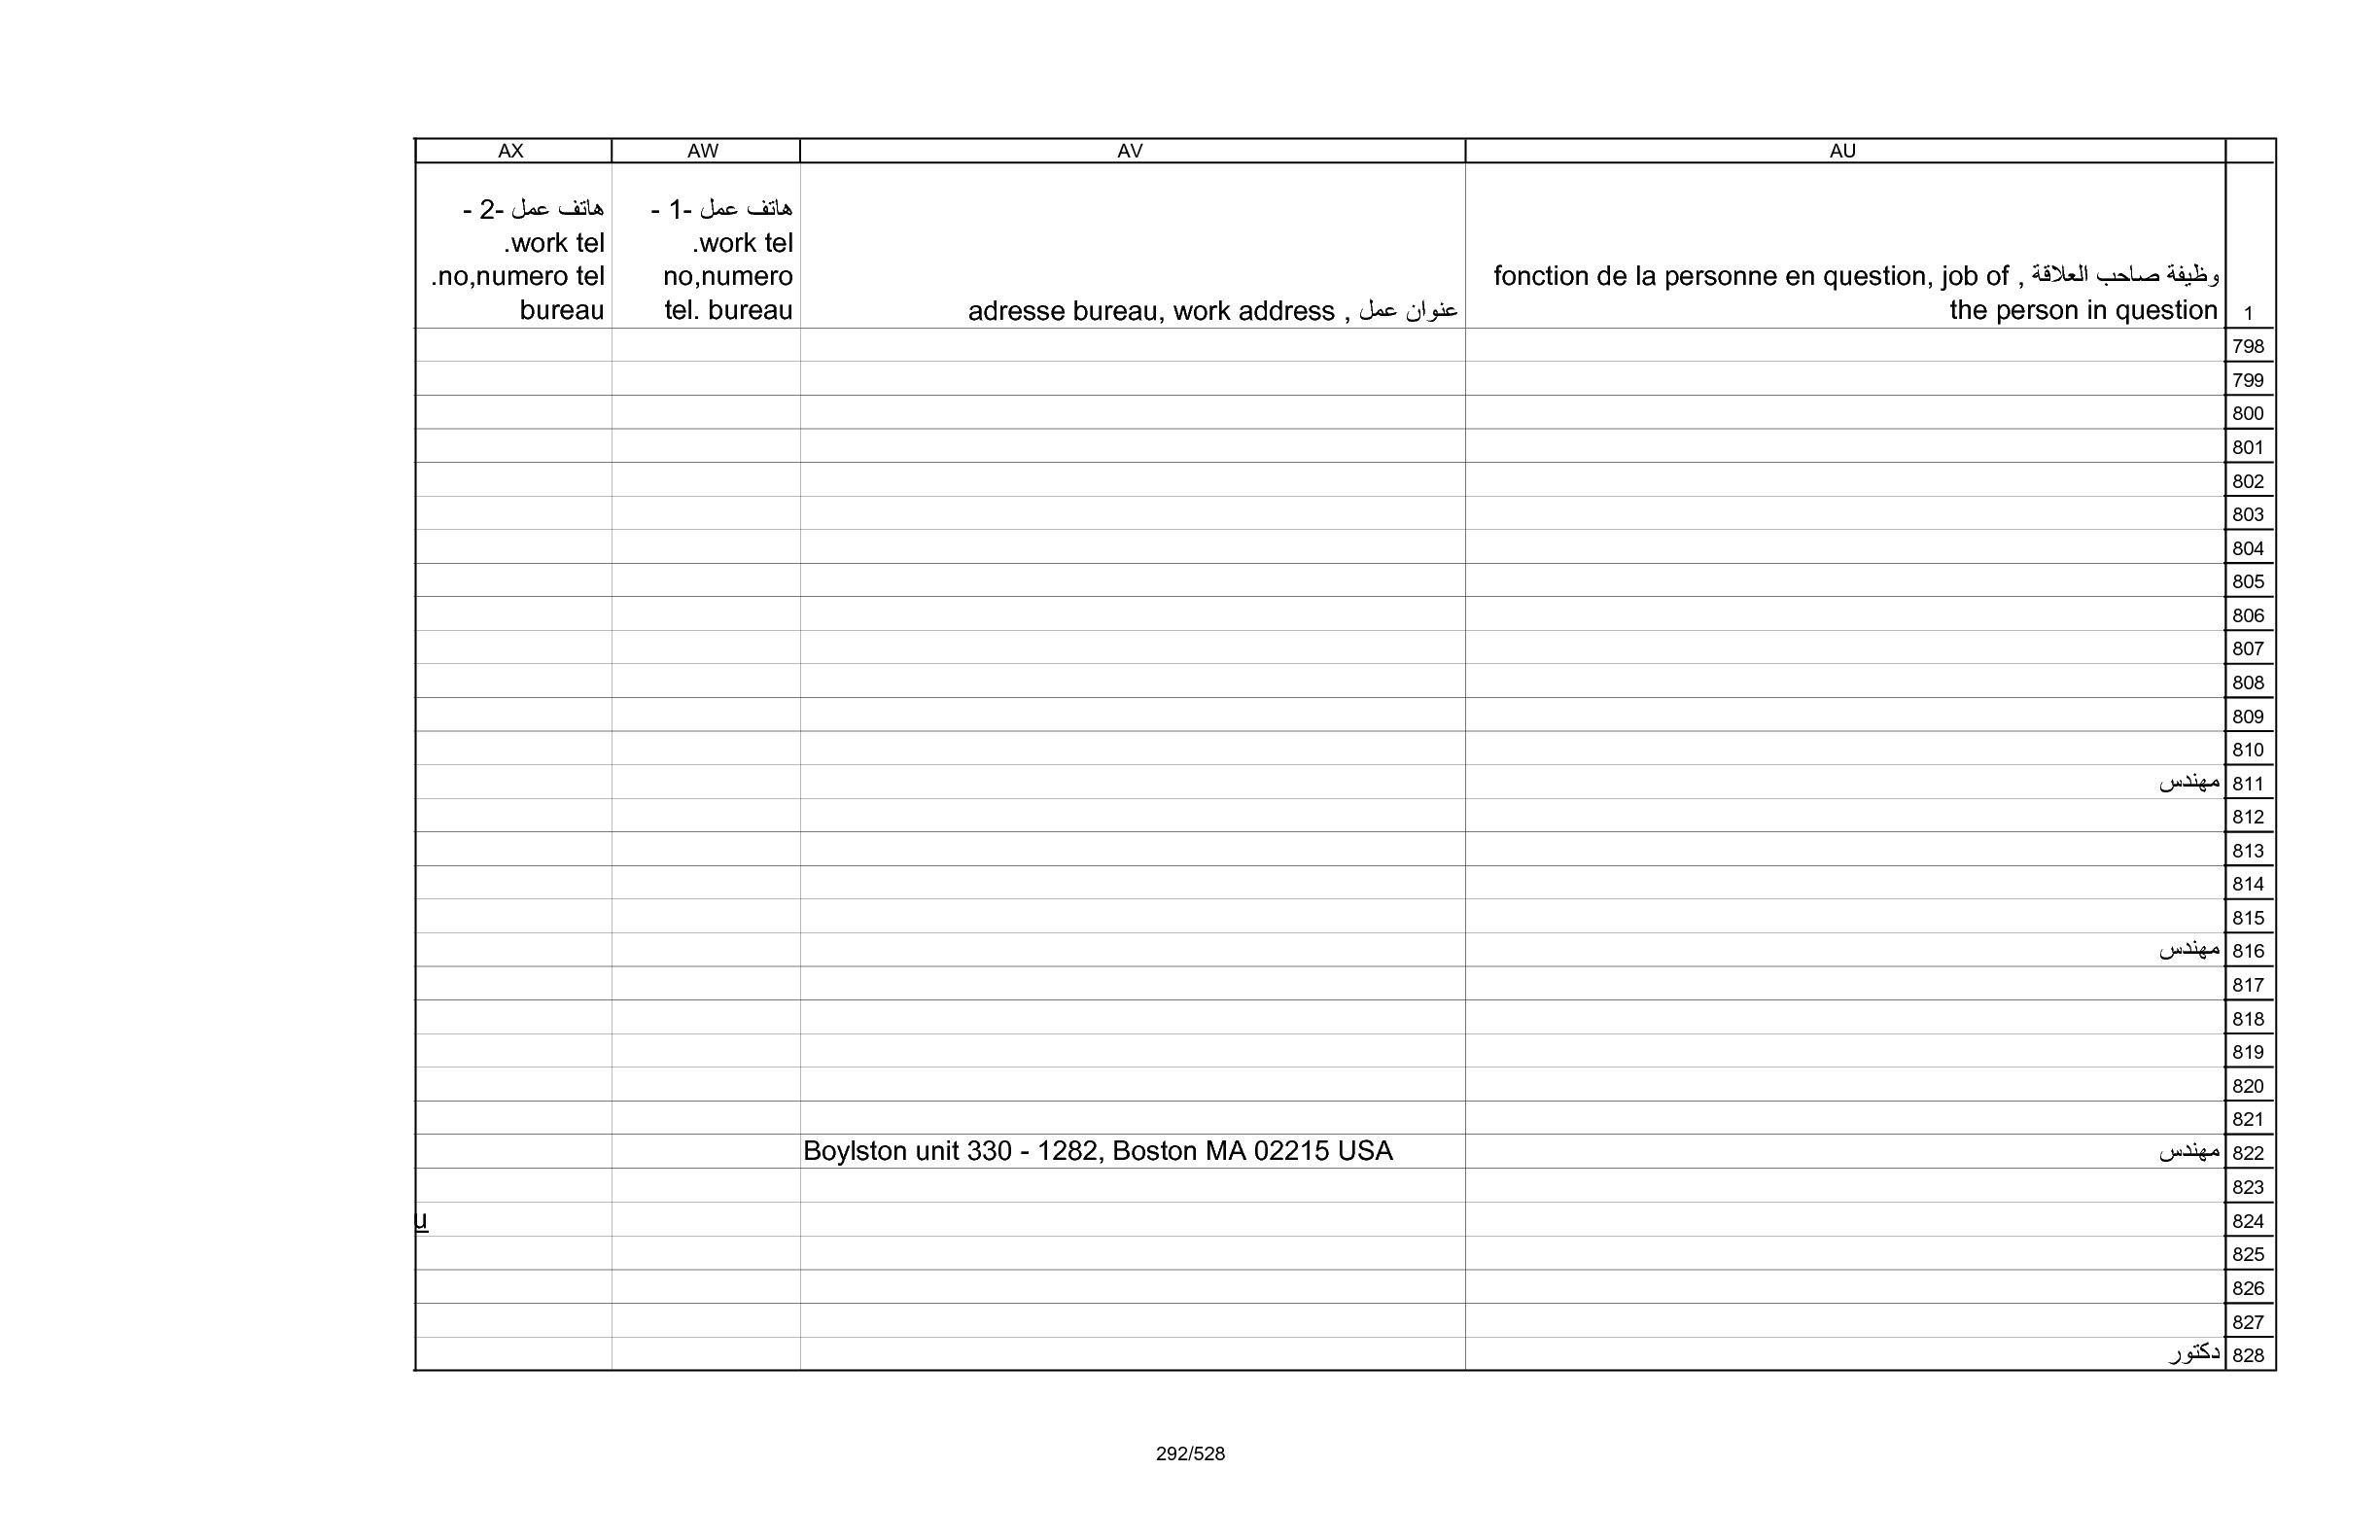 AU AV AW AX
1
وظيفة صاحب العلاقة , fonction de la personne en question, job of
the person in question
عنوان عمل , adresse bureau, work address
هاتف عمل -1 -
.work tel
no,numero
tel. bureau
هاتف عمل -2 -
.work tel
.no,numero tel
bureau
798
799
800
801
802
803
804
805
806
807
808
809
810
811 مهندس
812
813
814
815
816 مهندس
817
818
819
820
821
822 مهندس Boylston unit 330 - 1282, Boston MA 02215 USA
823
824 u
825
826
827
828 دكتور
292/528